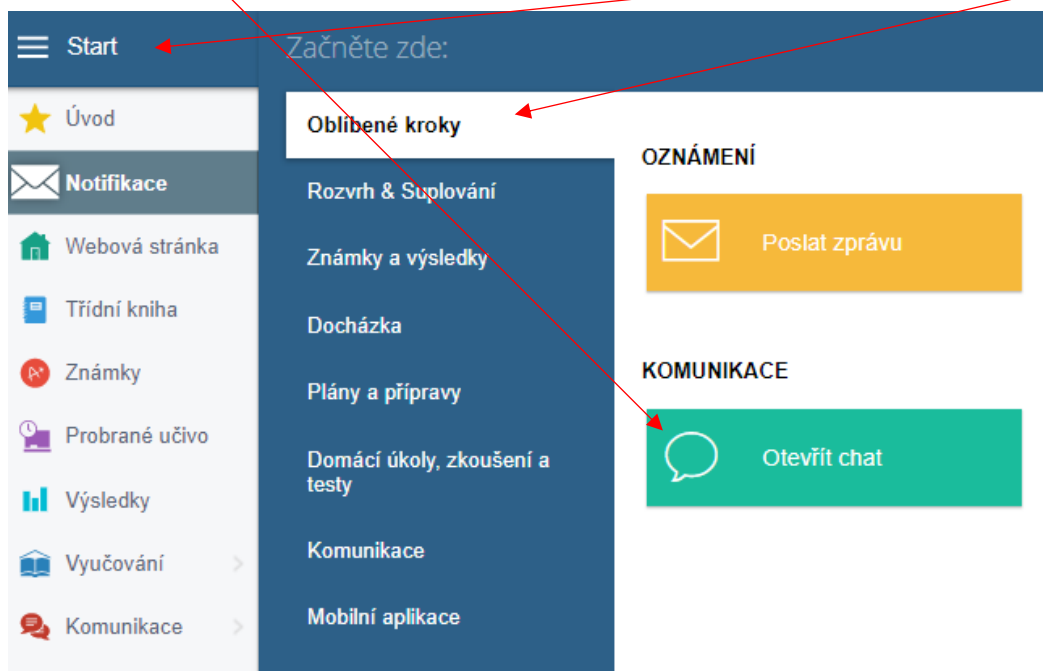 Start
Začněte zde:
Úvod
Notifikace
Webová stránka
Třídní kniha
Známky
Probrané učivo
Výsledky
Vyučování
Komunikace
Oblíbené kroky
Rozvrh & Suplování
Známky a výsledky
Docházka
Plány a přípravy
Domácí úkoly, zkoušení a
testy
Komunikace
Mobilní aplikace
OZNÁMENÍ
Poslat zprávu
KOMUNIKACE
Otevřít chat